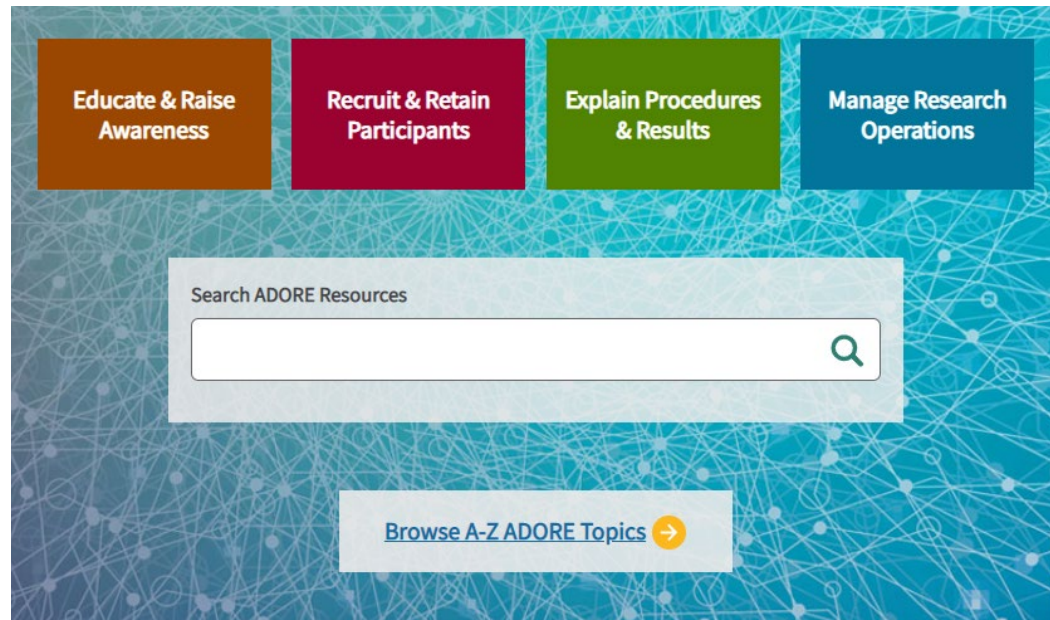 Educate & Raise
Awareness
Recruit & Retain
Participants
Explain Procedures
& Results
Manage Research
Operations
Search ADORE Resources
Browse A-Z ADORE Topics